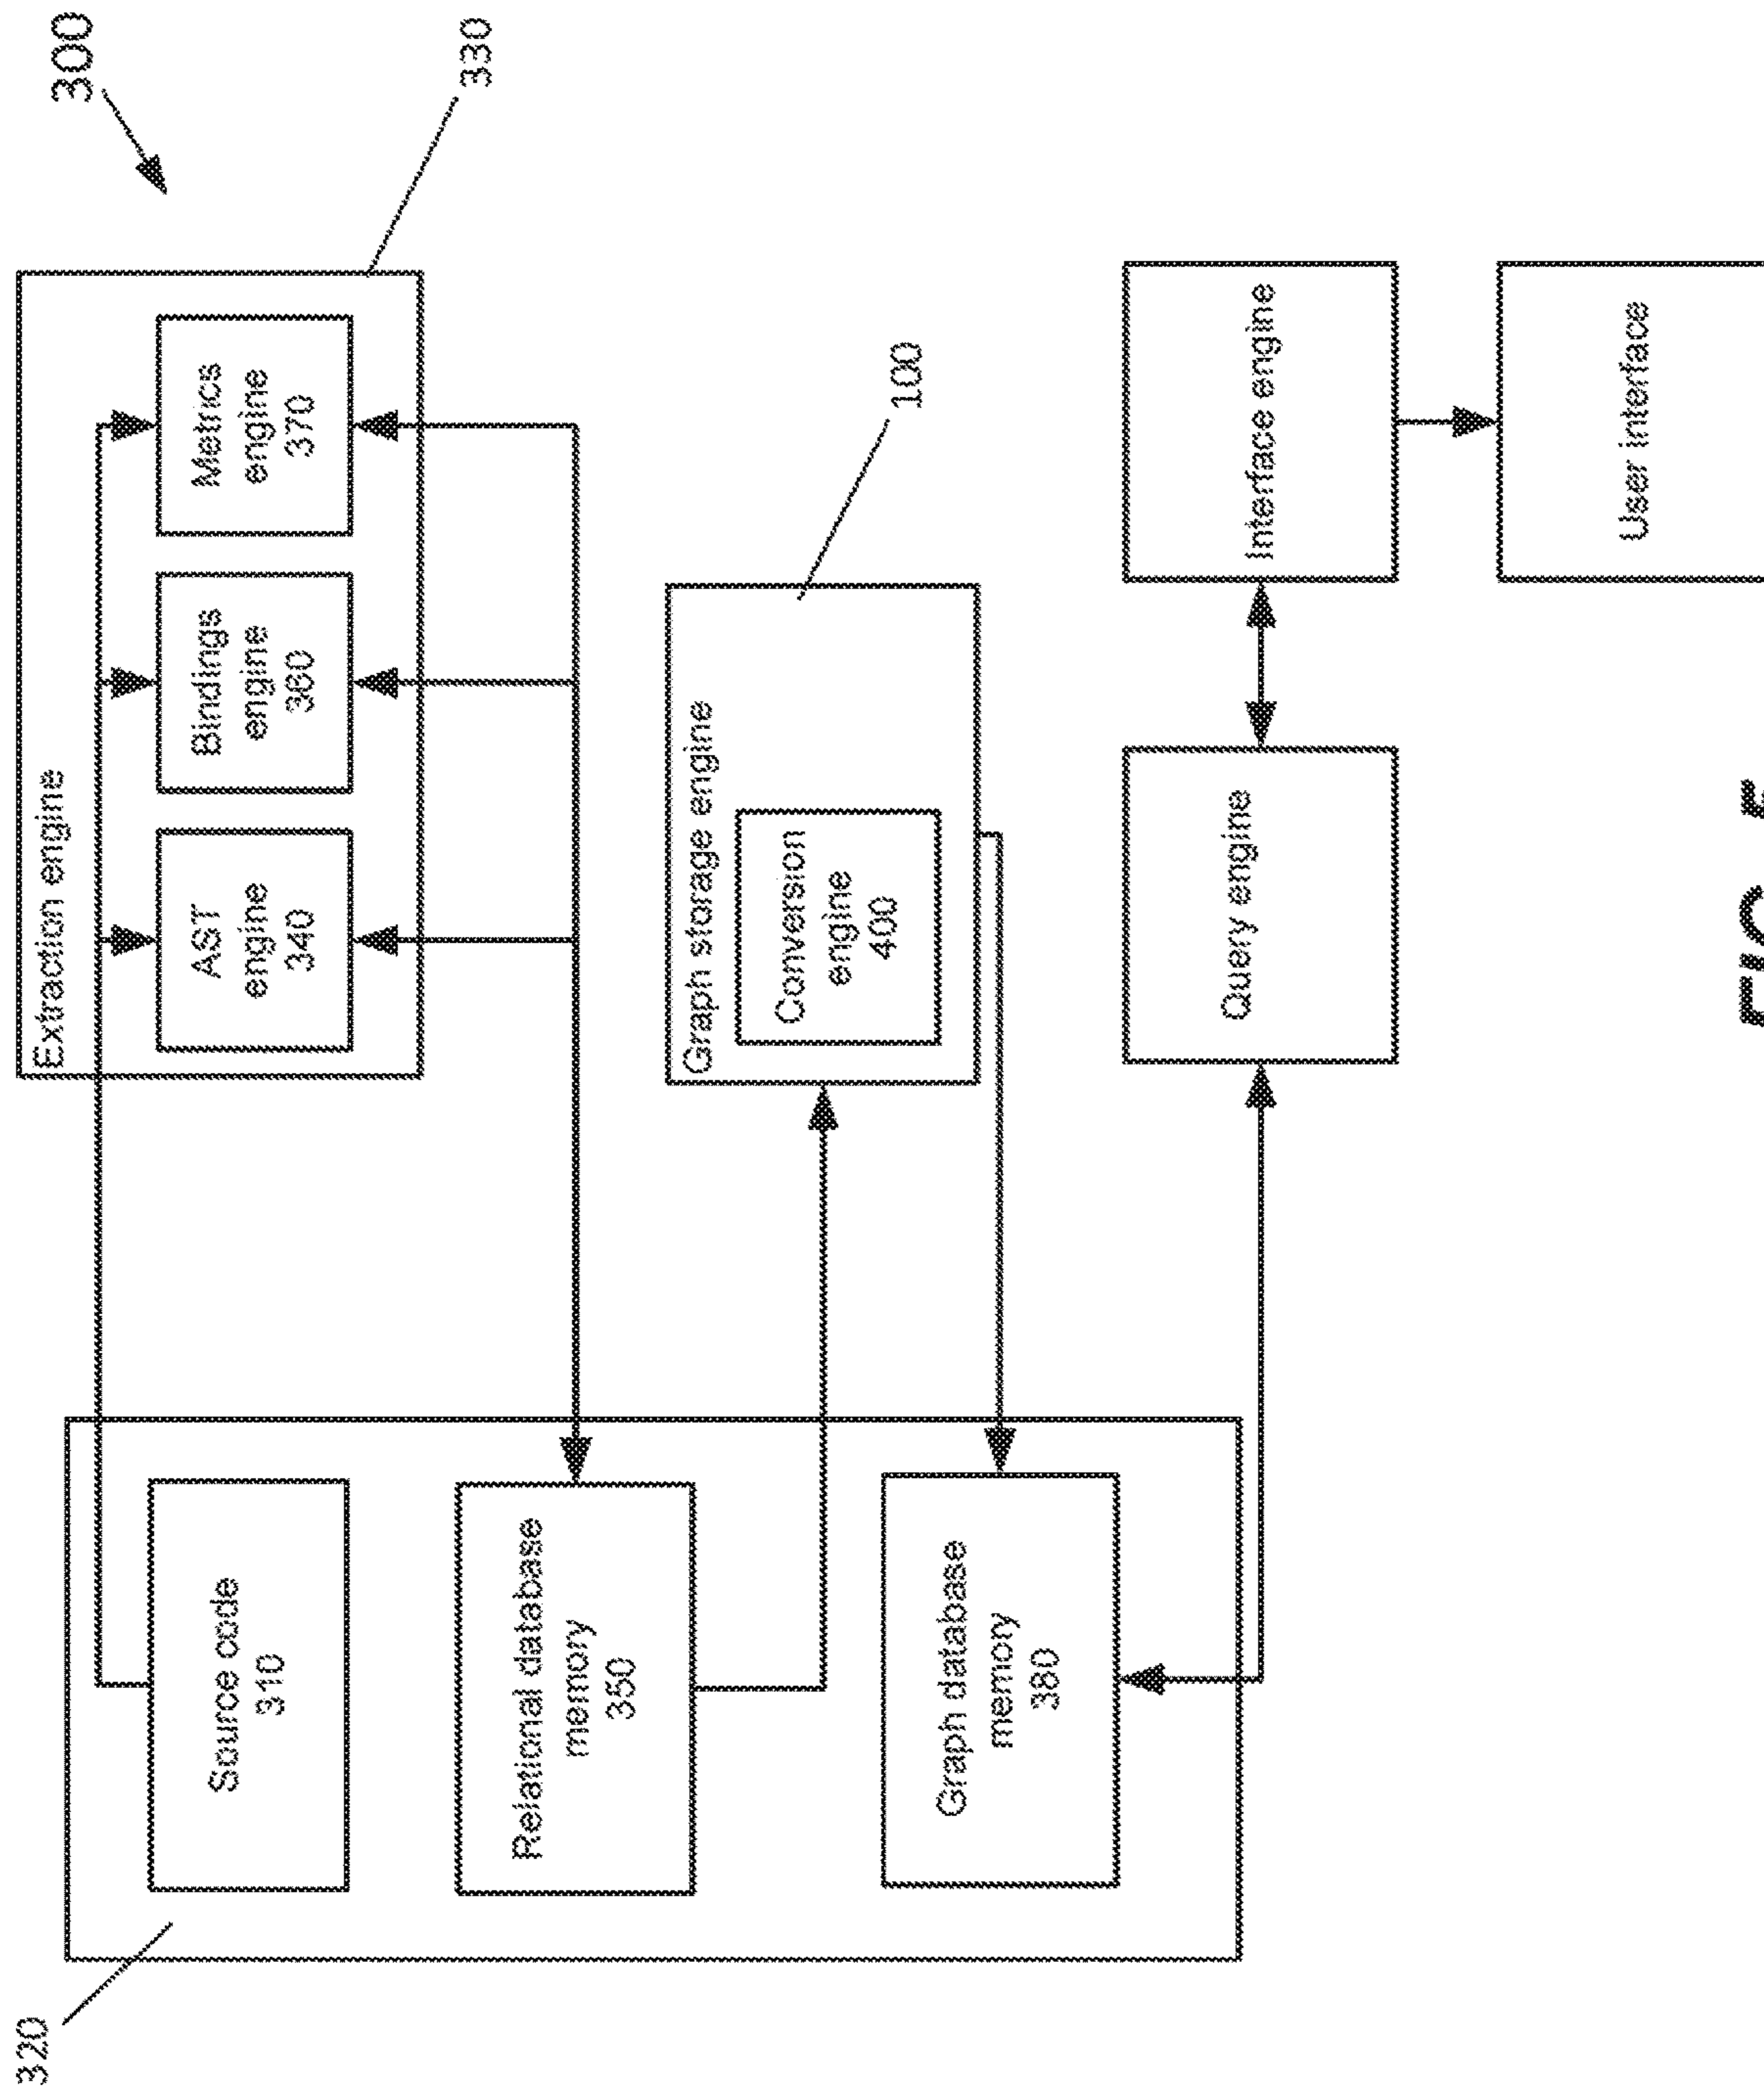 320
300
Extraction engine
330
Source code
310
AST
engine
340
Bindings
engine
360
Metrics
engine
370
Relational database
memory
350
Graph storage engine
100
Conversion
engine
400
Graph database
memory
380
Query engine
Interface engine
User interface